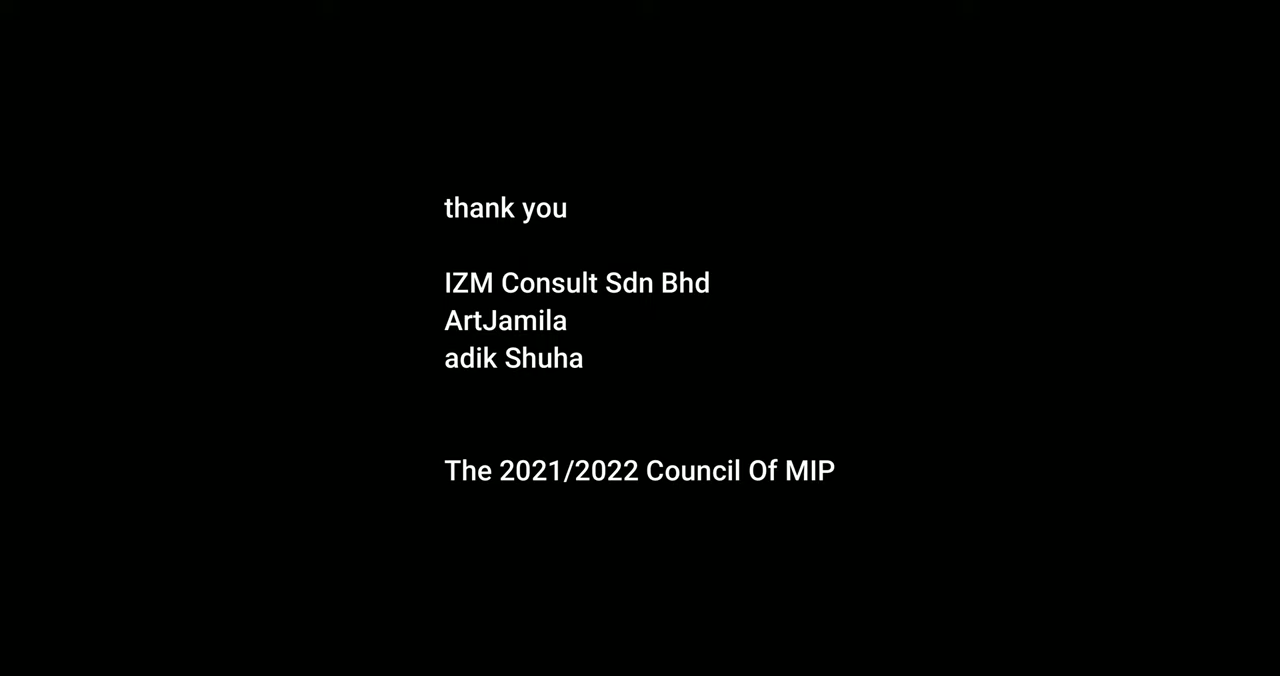 thank you
IZM Consult Sdn Bhd
ArtJamila
adik Shuha
The 2021/2022 Council Of MIP